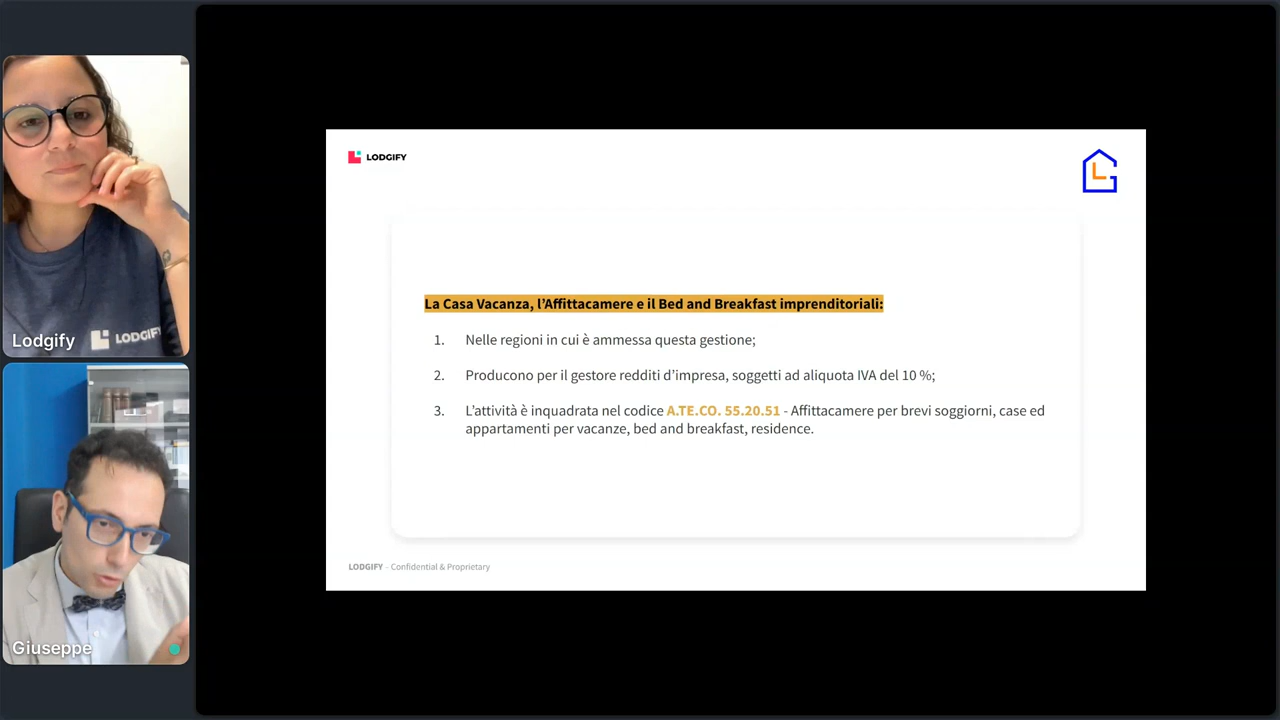 LODGIFY
La Casa Vacanza, l'Affittacamere e il Bed and Breakfast imprenditoriali:
1. Nelle regioni in cui è ammessa questa gestione;
2. Producono per il gestore redditi d'impresa, soggetti ad aliquota IVA del 10 %;
3. L'attività è inquadrata nel codice A.TE.CO. 55.20.51 - Affittacamere per brevi soggiorni, case ed
appartamenti per vacanze, bed and breakfast, residence.
LODGIFY - Confidential & Proprietary
LODGIFY
Lodgify
Giuseppe